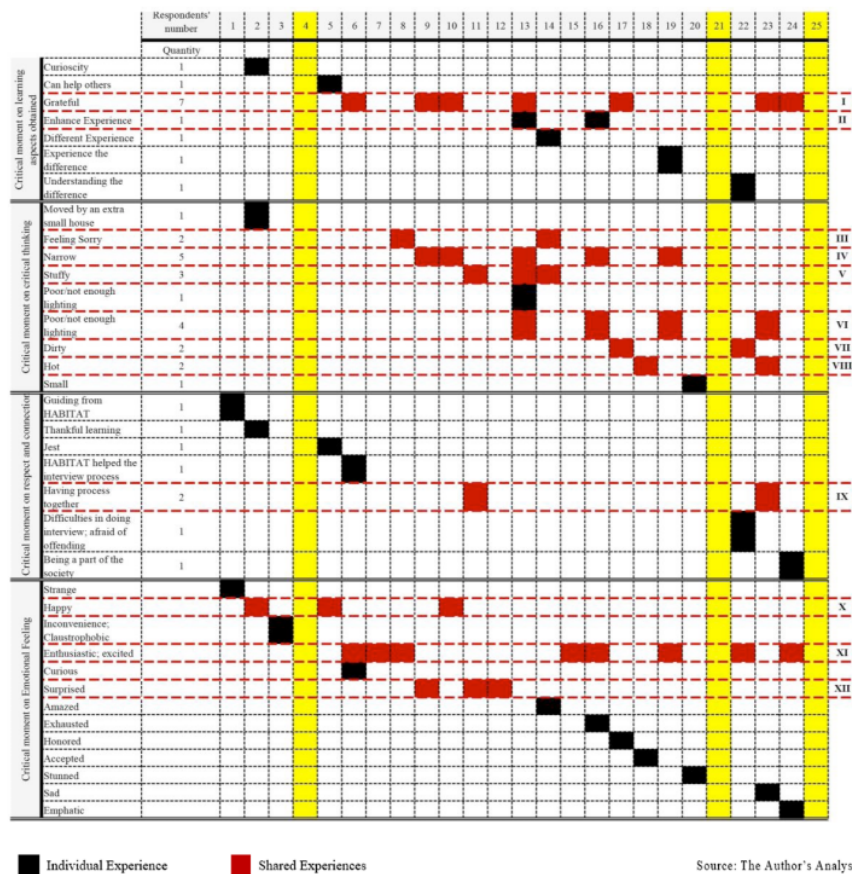 Respondents' number 1 2 3 4 5 6 7 8 9 10 11 12 13 14 15 16 17 18 19 20 21 22 23 24 25
Quantity
Critical moment on learning aspects obtained
Curioscity 1
Can help others 1
Grateful 7 I
Enhance Experience 1 II
Different Experience 1
Experience the difference 1
Understanding the difference 1
Critical moment on critical thinking
Moved by an extra small house 1
Feeling Sorry 2 III
Narrow 5 IV
Stuffy 3 V
Poor/not enough lighting 1
Poor/not enough lighting 4 VI
Dirty 2 VII
Hot 2 VIII
Small 1
Critical moment on respect and connection
Guiding from HABITAT 1
Thankful learning 1
Jest 1
HABITAT helped the interview process 1
Having process together 2 IX
Difficulties in doing interview; afraid of offending 1
Being a part of the society 1
Critical moment on Emotional Feeling
Strange
Happy X
Inconvenience; Claustrophobic
Enthusiastic; excited XI
Curious
Surprised XII
Amazed
Exhausted
Honored
Accepted
Stunned
Sad
Emphatic
Individual Experience Shared Experiences Source: The Author's Analys